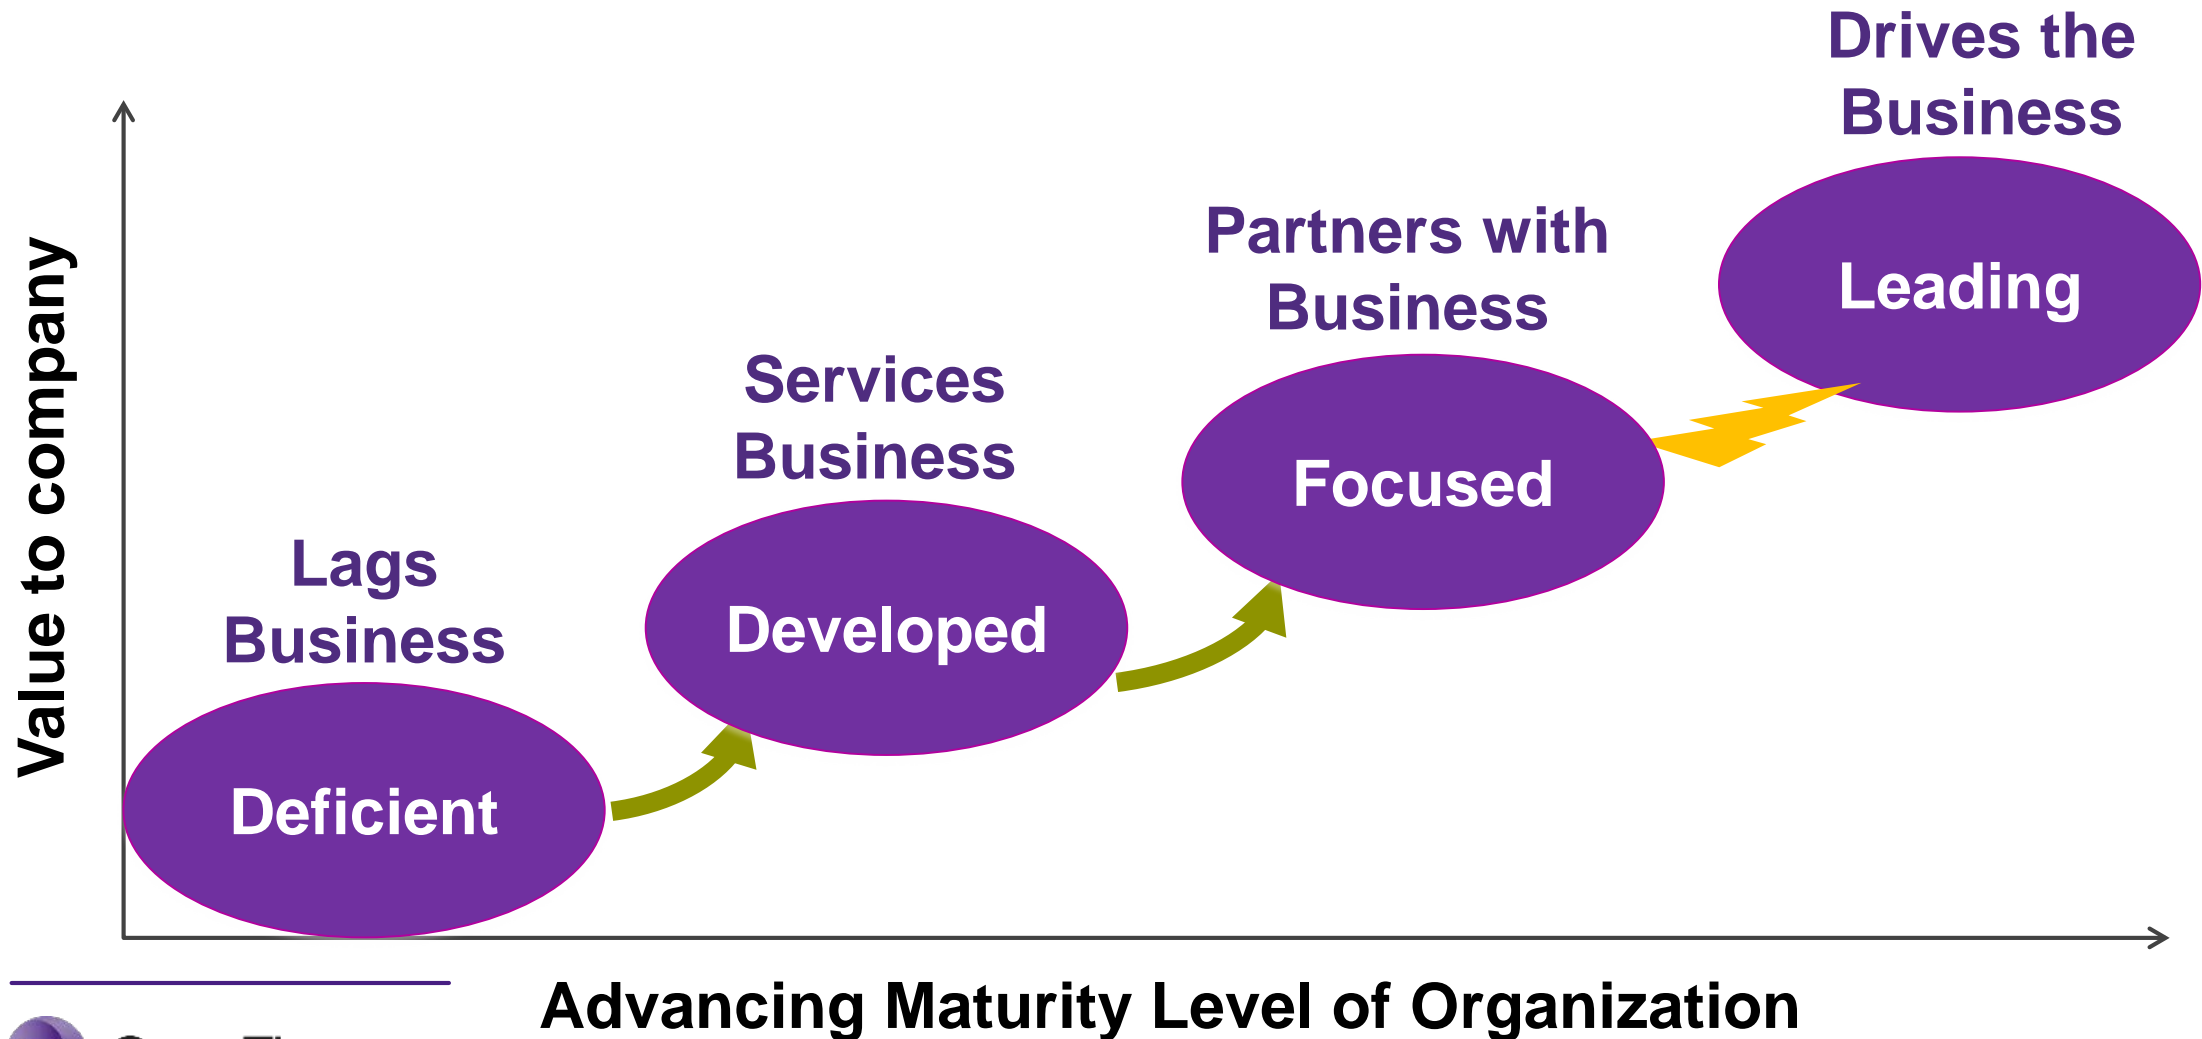 Drives the
Business
Leading
Partners with
Business
Focused
Services
Business
Developed
Lags
Business
Deficient
Value to company
Advancing Maturity Level of Organization